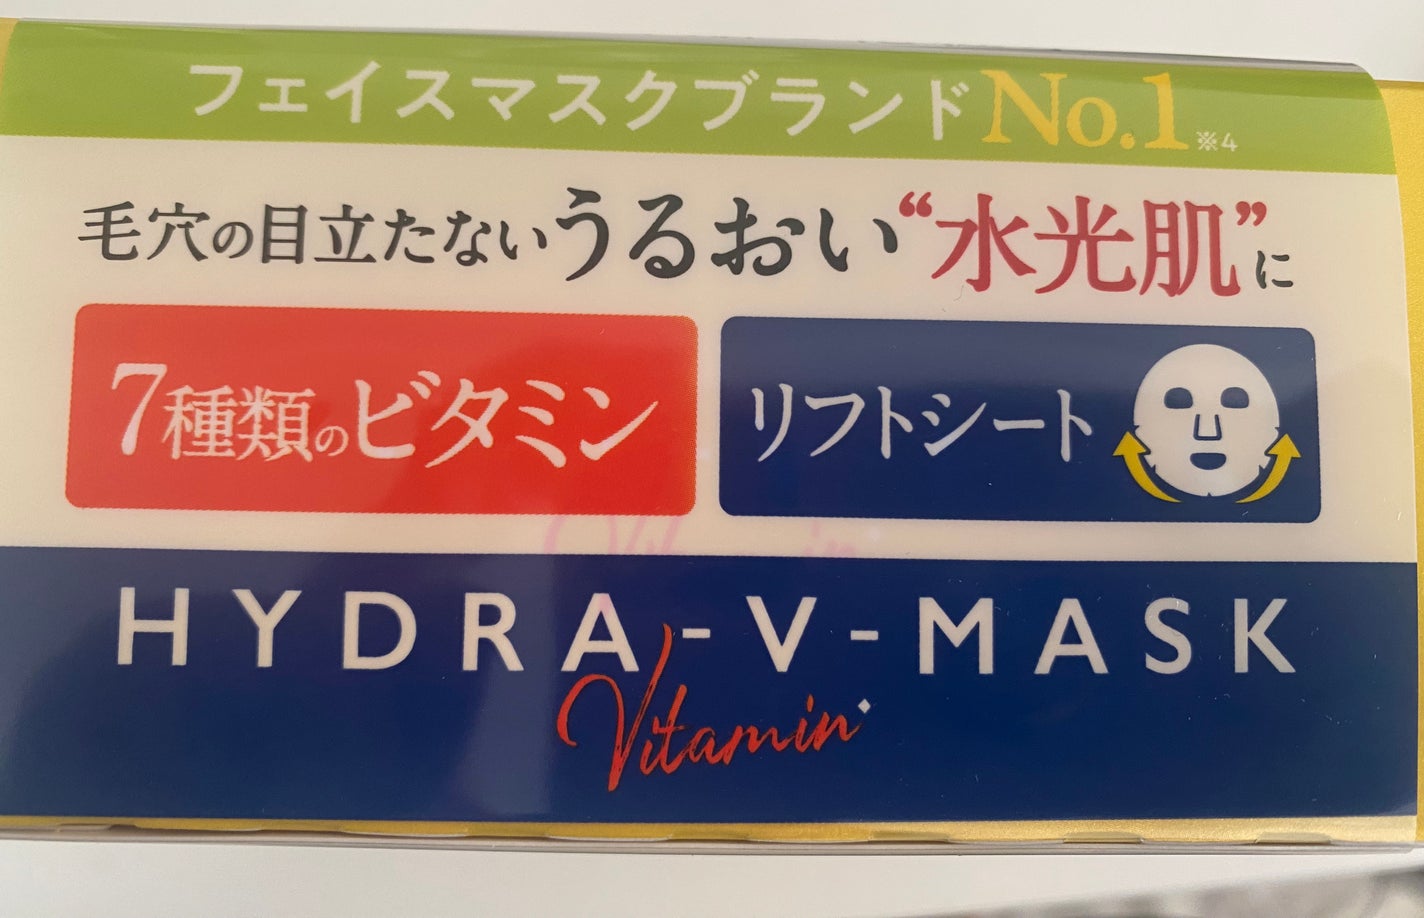 フェイスマスクブランドNo.1※4
毛穴の目立たないうるおい“水光肌”に
7種類のビタミン
リフトシート
HYDRA-V-MASK
Vitamin